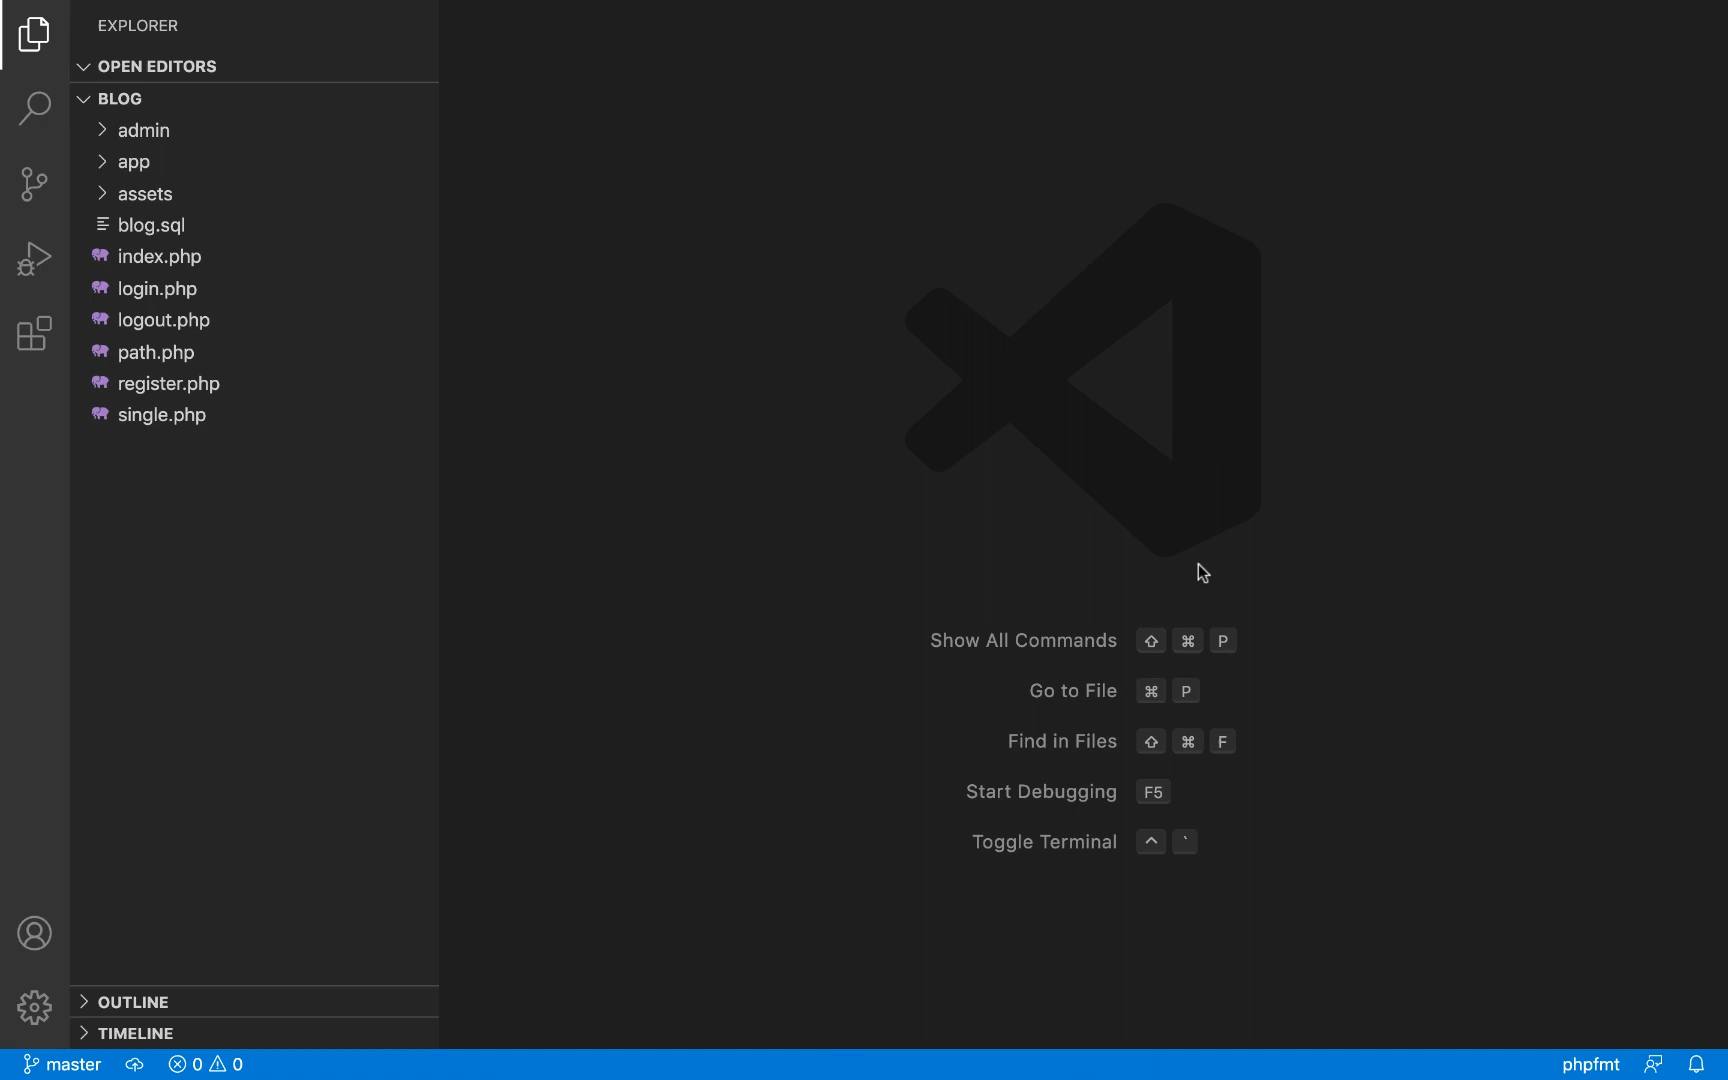 EXPLORER
OPEN EDITORS
BLOG
admin
app
assets
blog.sql
index.php
login.php
logout.php
path.php
register.php
single.php
OUTLINE
TIMELINE
Show All Commands ⇧ ⌘ P
Go to File ⌘ P
Find in Files ⇧ ⌘ F
Start Debugging F5
Toggle Terminal ^ `
master 0 0 phpfmt